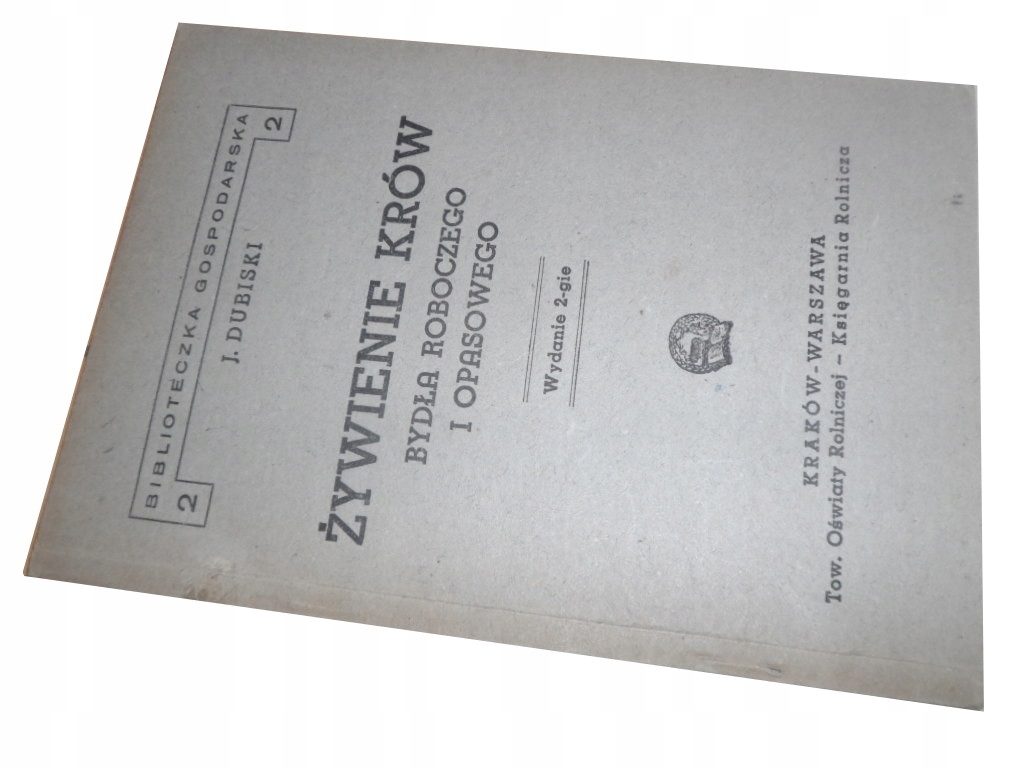 BIBLIOTECZKA GOSPODARSKA
2 2
J. DUBISKI
ŻYWIENIE KRÓW
BYDŁA ROBOCZEGO
I OPASOWEGO
Wydanie 2-gie
KRAKÓW-WARSZAWA
Tow. Oświaty Rolniczej – Księgarnia Rolnicza